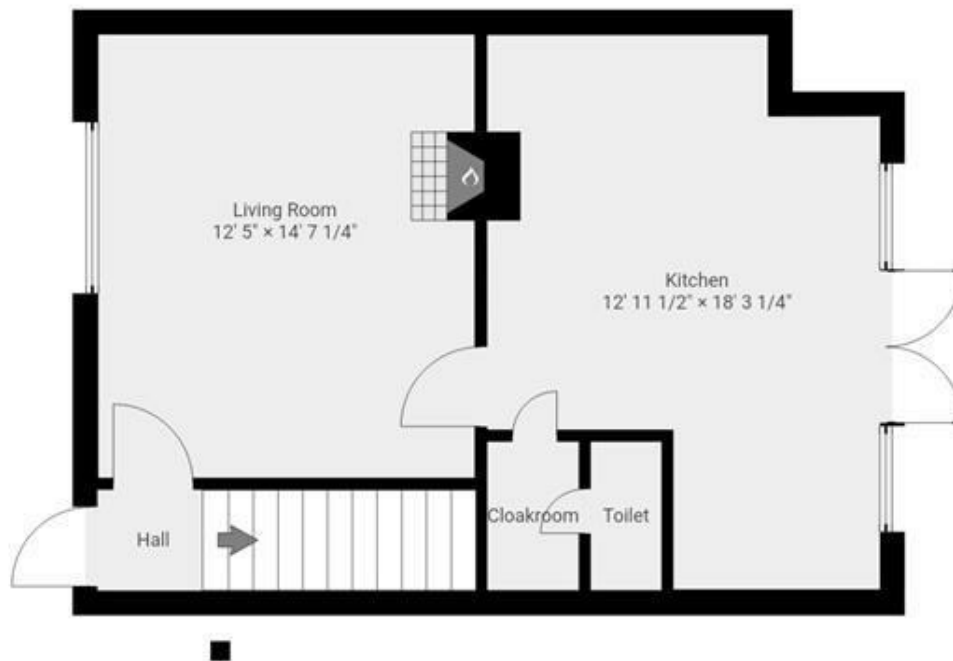 Living Room
12' 5" × 14' 7 1/4"
Kitchen
12' 11 1/2" × 18' 3 1/4"
Cloakroom
Toilet
Hall